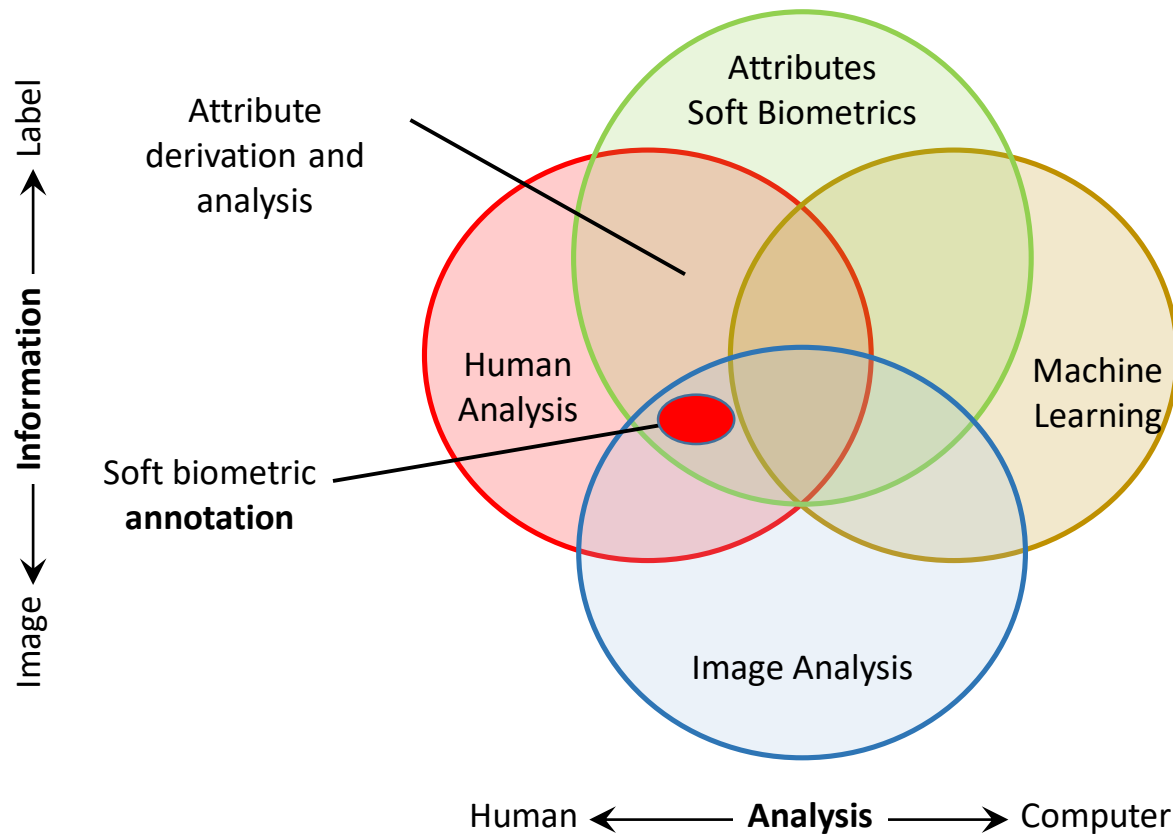 Attributes
Soft Biometrics
Attribute
derivation and
analysis
Human
Analysis
Machine
Learning
Soft biometric
annotation
Image Analysis
Label
Information
Image
Human Analysis Computer